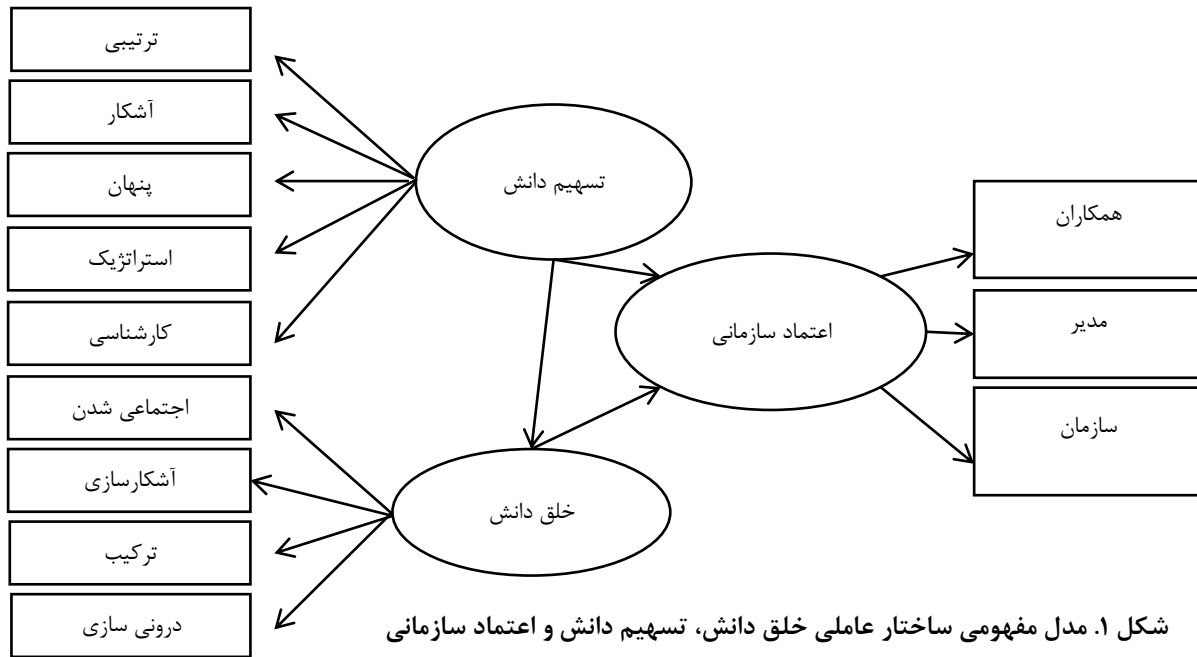 ترتیبی
آشکار
پنهان
استراتژیک
کارشناسی
اجتماعی شدن
آشکارسازی
ترکیب
درونی سازی
تسهیم دانش
خلق دانش
اعتماد سازمانی
همکاران
مدیر
سازمان
شکل ۱. مدل مفهومی ساختار عاملی خلق دانش، تسهیم دانش و اعتماد سازمانی